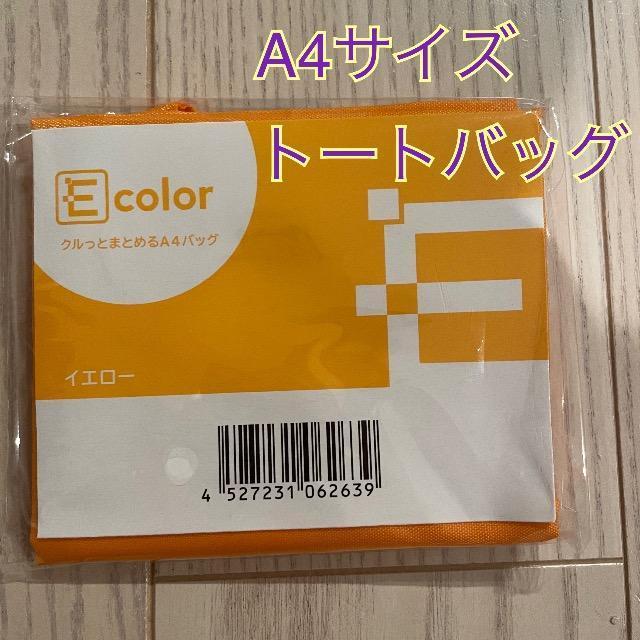 A4サイズ
トートバッグ
E color
クルっとまとめるA4バッグ
イエロー
4 527231 062639